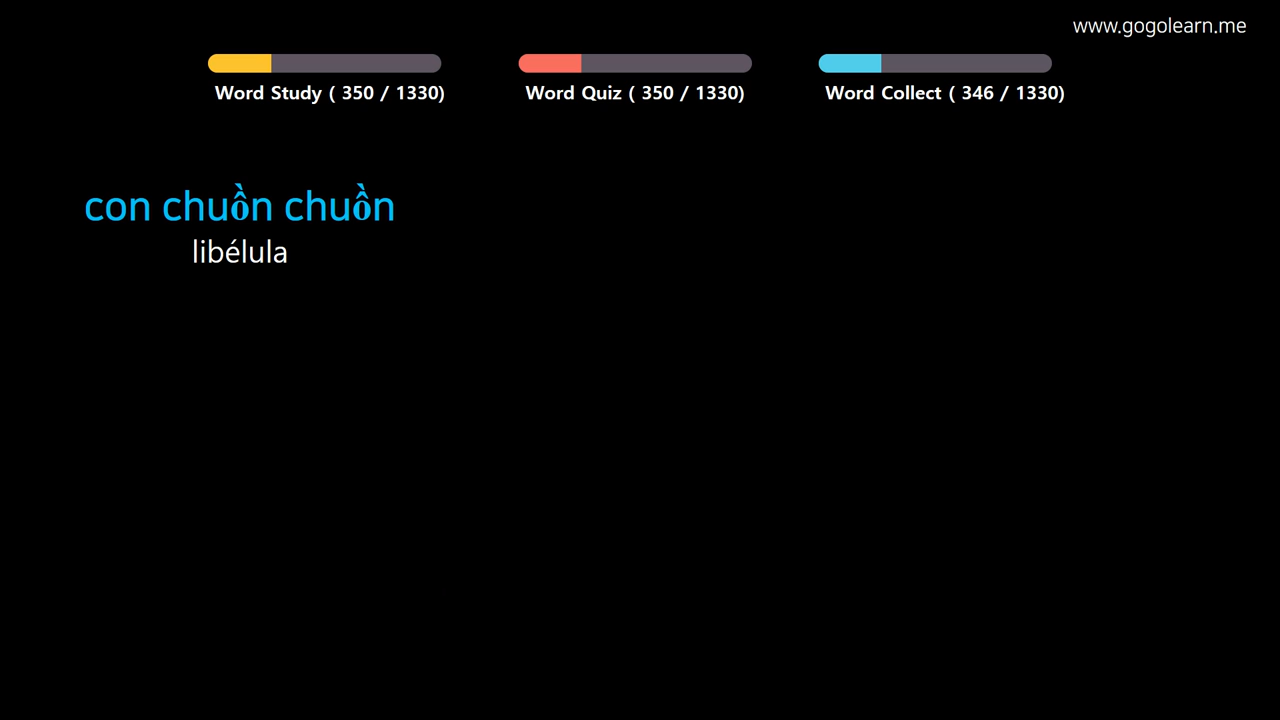 www.gogolearn.me
Word Study ( 350 / 1330)
Word Quiz ( 350 / 1330)
Word Collect ( 346 / 1330)
con chuồn chuồn
libélula